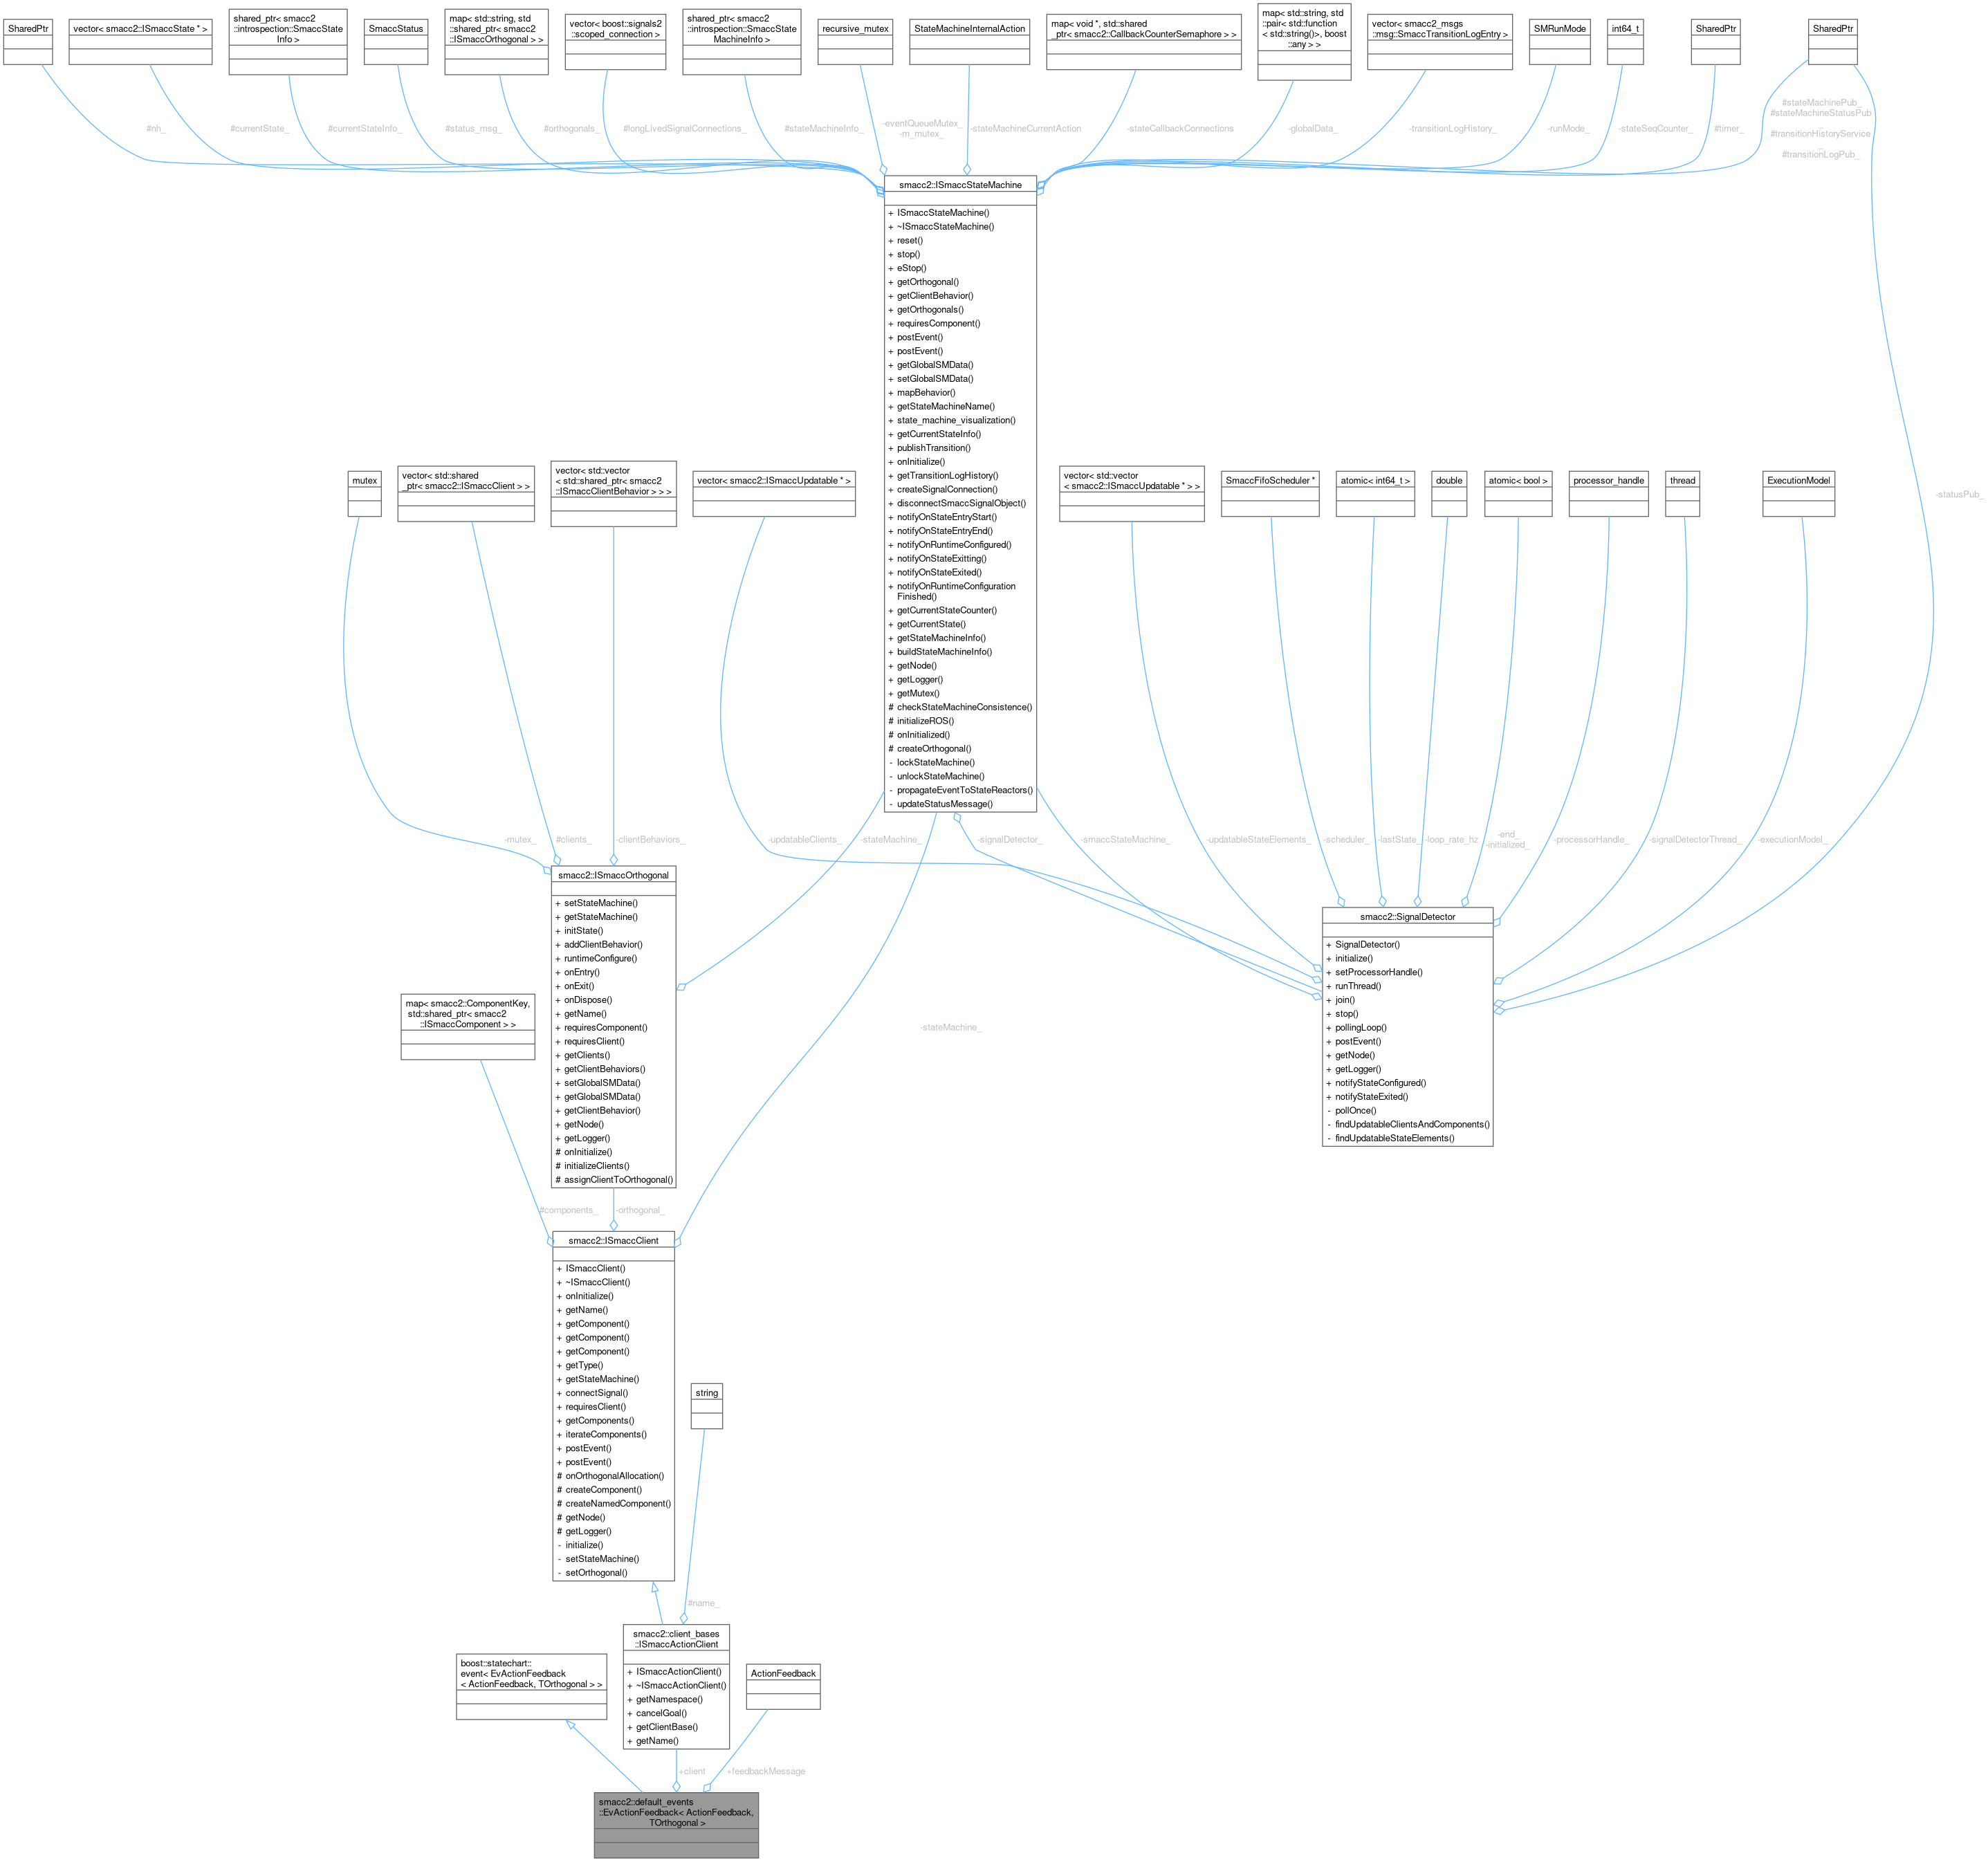 SharedPtr
vector< smacc2::ISmaccState * >
shared_ptr< smacc2
::introspection::SmaccState
Info >
SmaccStatus
map< std::string, std
::shared_ptr< smacc2
::ISmaccOrthogonal > >
vector< boost::signals2
::scoped_connection >
shared_ptr< smacc2
::introspection::SmaccState
MachineInfo >
recursive_mutex
StateMachineInternalAction
map< void *, std::shared
_ptr< smacc2::CallbackCounterSemaphore > >
map< std::string, std
::pair< std::function
< std::string()>, boost
::any > >
vector< smacc2_msgs
::msg::SmaccTransitionLogEntry >
SMRunMode
int64_t
SharedPtr
SharedPtr
#nh_
#currentState_
#currentStateInfo_
#status_msg_
#orthogonals_
#longLivedSignalConnections_
#stateMachineInfo_
-eventQueueMutex_
-m_mutex_
-stateMachineCurrentAction
-stateCallbackConnections
-globalData_
-transitionLogHistory_
-runMode_
-stateSeqCounter_
#timer_
#stateMachinePub_
#stateMachineStatusPub
_
#transitionHistoryService
_
#transitionLogPub_
smacc2::ISmaccStateMachine
+ ISmaccStateMachine()
+ ~ISmaccStateMachine()
+ reset()
+ stop()
+ eStop()
+ getOrthogonal()
+ getClientBehavior()
+ getOrthogonals()
+ requiresComponent()
+ postEvent()
+ postEvent()
+ getGlobalSMData()
+ setGlobalSMData()
+ mapBehavior()
+ getStateMachineName()
+ state_machine_visualization()
+ getCurrentStateInfo()
+ publishTransition()
+ onInitialize()
+ getTransitionLogHistory()
+ createSignalConnection()
+ disconnectSmaccSignalObject()
+ notifyOnStateEntryStart()
+ notifyOnStateEntryEnd()
+ notifyOnRuntimeConfigured()
+ notifyOnStateExitting()
+ notifyOnStateExited()
+ notifyOnRuntimeConfiguration
Finished()
+ getCurrentStateCounter()
+ getCurrentState()
+ getStateMachineInfo()
+ buildStateMachineInfo()
+ getNode()
+ getLogger()
+ getMutex()
# checkStateMachineConsistence()
# initializeROS()
# onInitialized()
# createOrthogonal()
- lockStateMachine()
- unlockStateMachine()
- propagateEventToStateReactors()
- updateStatusMessage()
mutex
vector< std::shared
_ptr< smacc2::ISmaccClient > >
vector< std::vector
< std::shared_ptr< smacc2
::ISmaccClientBehavior > > >
vector< smacc2::ISmaccUpdatable * >
vector< std::vector
< smacc2::ISmaccUpdatable * > >
SmaccFifoScheduler *
atomic< int64_t >
double
atomic< bool >
processor_handle
thread
ExecutionModel
-statusPub_
-mutex_
#clients_
-clientBehaviors_
-updatableClients_
-stateMachine_
-signalDetector_
-smaccStateMachine_
-updatableStateElements_
-scheduler_
-lastState_
-loop_rate_hz
-end_
-initialized_
-processorHandle_
-signalDetectorThread_
-executionModel_
smacc2::ISmaccOrthogonal
+ setStateMachine()
+ getStateMachine()
+ initState()
+ addClientBehavior()
+ runtimeConfigure()
+ onEntry()
+ onExit()
+ onDispose()
+ getName()
+ requiresComponent()
+ requiresClient()
+ getClients()
+ getClientBehaviors()
+ setGlobalSMData()
+ getGlobalSMData()
+ getClientBehavior()
+ getNode()
+ getLogger()
# onInitialize()
# initializeClients()
# assignClientToOrthogonal()
smacc2::SignalDetector
+ SignalDetector()
+ initialize()
+ setProcessorHandle()
+ runThread()
+ join()
+ stop()
+ pollingLoop()
+ postEvent()
+ getNode()
+ getLogger()
+ notifyStateConfigured()
+ notifyStateExited()
- pollOnce()
- findUpdatableClientsAndComponents()
- findUpdatableStateElements()
map< smacc2::ComponentKey,
std::shared_ptr< smacc2
::ISmaccComponent > >
-stateMachine_
#components_
-orthogonal_
smacc2::ISmaccClient
+ ISmaccClient()
+ ~ISmaccClient()
+ onInitialize()
+ getName()
+ getComponent()
+ getComponent()
+ getComponent()
+ getType()
+ getStateMachine()
+ connectSignal()
+ requiresClient()
+ getComponents()
+ iterateComponents()
+ postEvent()
+ postEvent()
# onOrthogonalAllocation()
# createComponent()
# createNamedComponent()
# getNode()
# getLogger()
- initialize()
- setStateMachine()
- setOrthogonal()
string
#name_
smacc2::client_bases
::ISmaccActionClient
+ ISmaccActionClient()
+ ~ISmaccActionClient()
+ getNamespace()
+ cancelGoal()
+ getClientBase()
+ getName()
boost::statechart::
event< EvActionFeedback
< ActionFeedback, TOrthogonal > >
ActionFeedback
+client
+feedbackMessage
smacc2::default_events
::EvActionFeedback< ActionFeedback,
TOrthogonal >